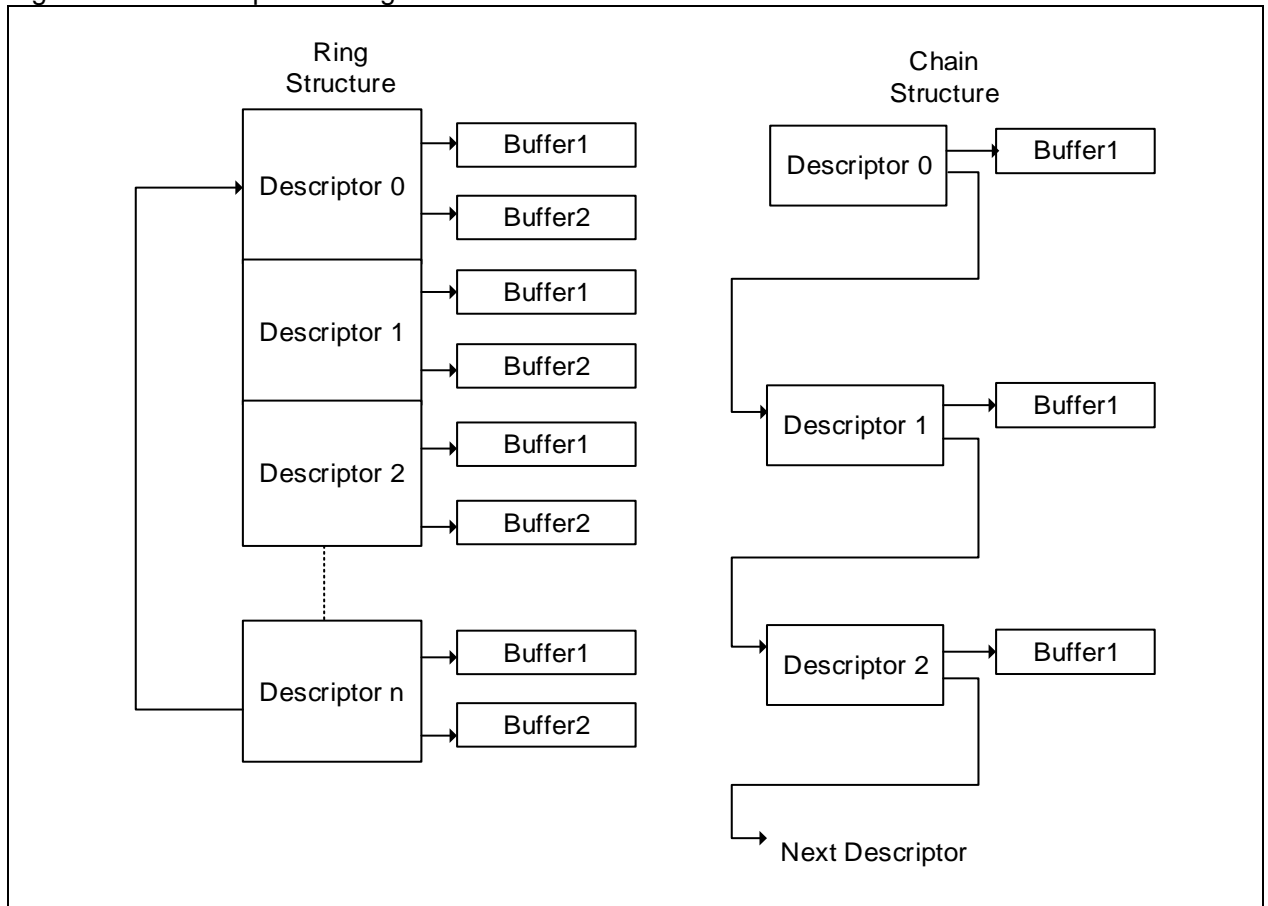 Ring
Structure
Descriptor 0
Buffer1
Buffer2
Descriptor 1
Buffer1
Buffer2
Descriptor 2
Buffer1
Buffer2
Descriptor n
Buffer1
Buffer2
Chain
Structure
Descriptor 0
Buffer1
Descriptor 1
Buffer1
Descriptor 2
Buffer1
Next Descriptor